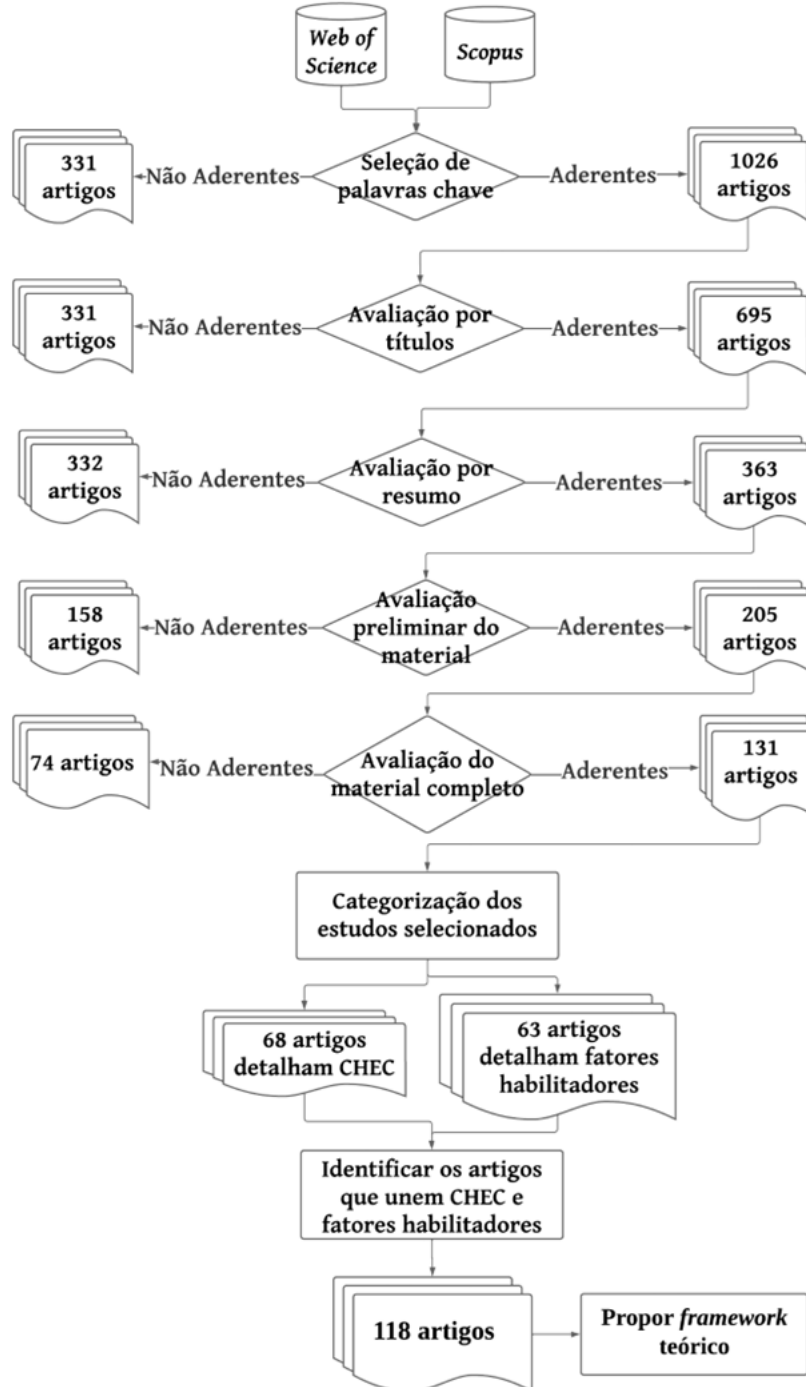 Web of
Science
Scopus
331
artigos
Não Aderentes
Seleção de
palavras chave
Aderentes
1026
artigos
331
artigos
Não Aderentes
Avaliação por
títulos
Aderentes
695
artigos
332
artigos
Não Aderentes
Avaliação por
resumo
Aderentes
363
artigos
158
artigos
Não Aderentes
Avaliação
preliminar do
material
Aderentes
205
artigos
74 artigos
Não Aderentes
Avaliação do
material completo
Aderentes
131
artigos
Categorização dos
estudos selecionados
68 artigos
detalham CHEC
63 artigos
detalham fatores
habilitadores
Identificar os artigos
que unem CHEC e
fatores habilitadores
118 artigos
Propor framework
teórico